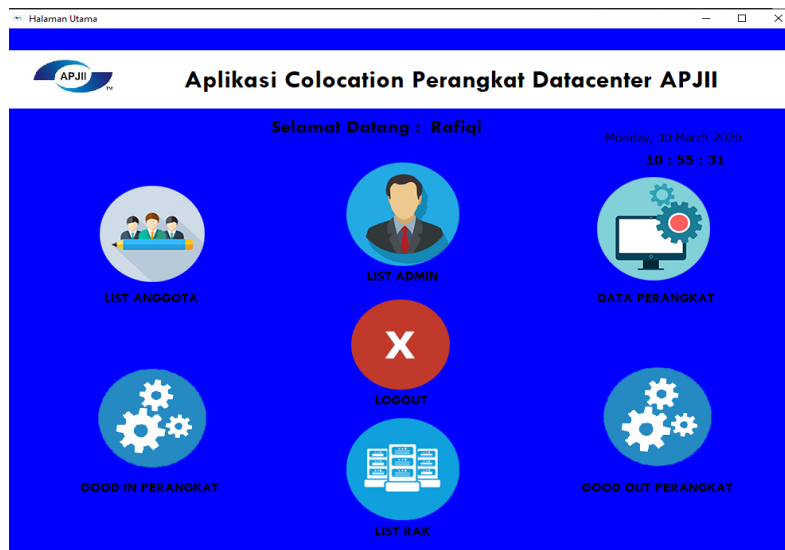 Halaman Utama
APJII
TM
Aplikasi Colocation Perangkat Datacenter APJII
Selamat Datang : Rafiqi
Monday, 30 March 2020
10 : 55 : 31
LIST ANGGOTA
LIST ADMIN
DATA PERANGKAT
X
LOGOUT
GOOD IN PERANGKAT
GOOD OUT PERANGKAT
LIST RAK